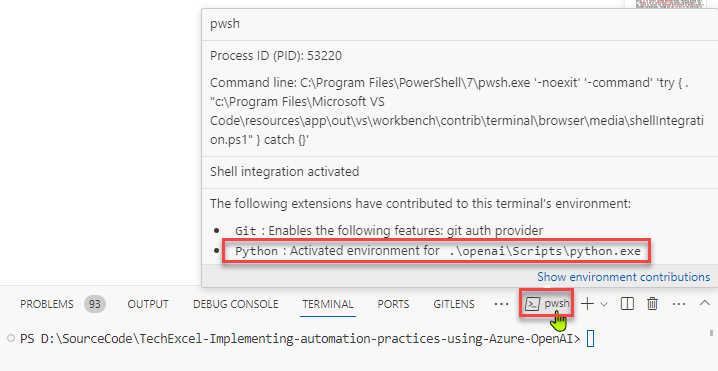 pwsh
Process ID (PID): 53220
Command line: C:\Program Files\PowerShell\7\pwsh.exe '-noexit' '-command' 'try { .
"c:\Program Files\Microsoft VS
Code\resources\app\out\vs\workbench\contrib\terminal\browser\media\shellIntegrati
on.ps1" } catch {}'
Shell integration activated
The following extensions have contributed to this terminal's environment:
• Git : Enables the following features: git auth provider
• Python : Activated environment for .\openai\Scripts\python.exe
Show environment contributions
PROBLEMS 93 OUTPUT DEBUG CONSOLE TERMINAL PORTS GITLENS ··· pwsh
PS D:\SourceCode\TechExcel-Implementing-automation-practices-using-Azure-OpenAI>